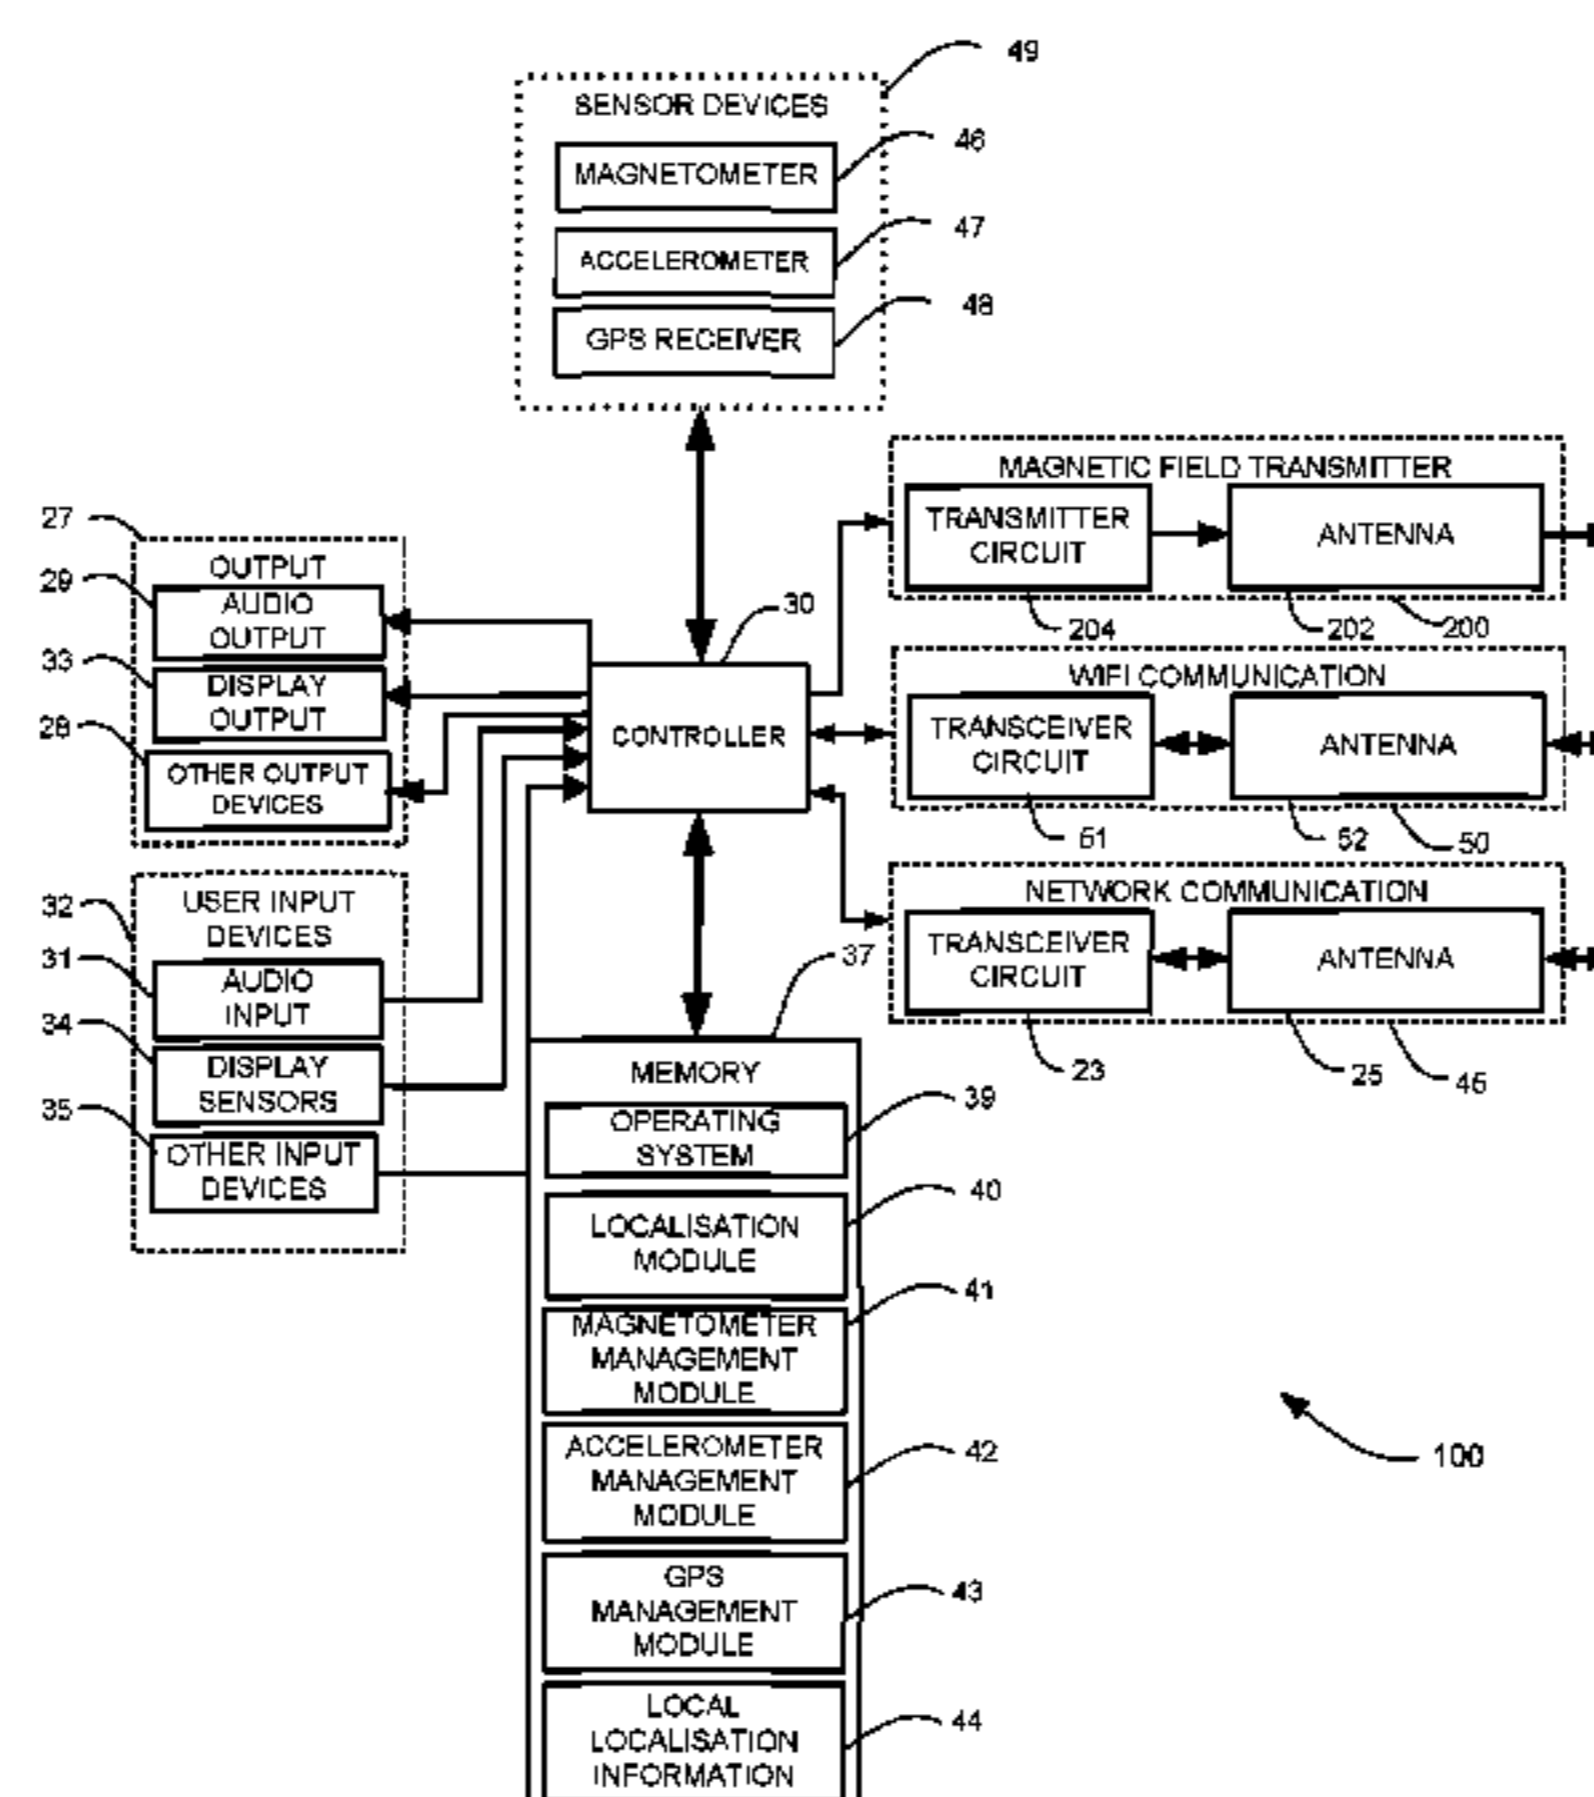 49
SENSOR DEVICES
46
MAGNETOMETER
47
ACCELEROMETER
48
GPS RECEIVER
MAGNETIC FIELD TRANSMITTER
TRANSMITTER
CIRCUIT
ANTENNA
204
202
200
27
OUTPUT
29
AUDIO
OUTPUT
33
DISPLAY
OUTPUT
28
OTHER OUTPUT
DEVICES
30
CONTROLLER
WIFI COMMUNICATION
TRANSCEIVER
CIRCUIT
ANTENNA
51
52
50
NETWORK COMMUNICATION
TRANSCEIVER
CIRCUIT
ANTENNA
23
25
45
32
USER INPUT
DEVICES
31
AUDIO
INPUT
34
DISPLAY
SENSORS
35
OTHER INPUT
DEVICES
37
MEMORY
39
OPERATING
SYSTEM
40
LOCALISATION
MODULE
41
MAGNETOMETER
MANAGEMENT
MODULE
42
ACCELEROMETER
MANAGEMENT
MODULE
43
GPS
MANAGEMENT
MODULE
44
LOCAL
LOCALISATION
INFORMATION
100